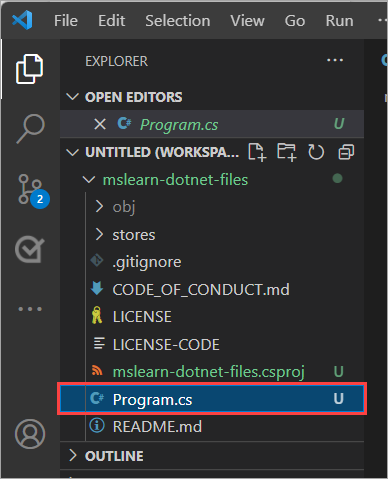 File Edit Selection View Go Run ...
EXPLORER ...
OPEN EDITORS
Program.cs U
UNTITLED (WORKSPA...
mslearn-dotnet-files
obj
stores
.gitignore
CODE_OF_CONDUCT.md
LICENSE
LICENSE-CODE
mslearn-dotnet-files.csproj U
Program.cs U
README.md
2
OUTLINE